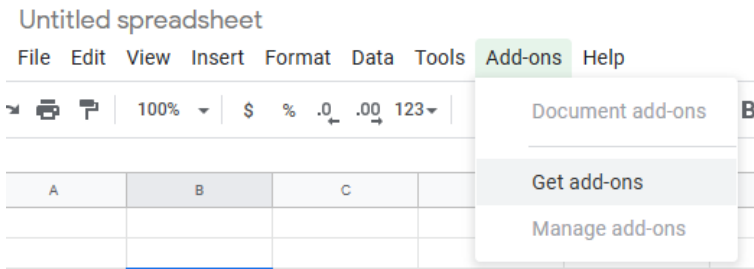 Untitled spreadsheet
File Edit View Insert Format Data Tools Add-ons Help
100% $ % .0 .00 123 B
Document add-ons
Get add-ons
Manage add-ons
A B C